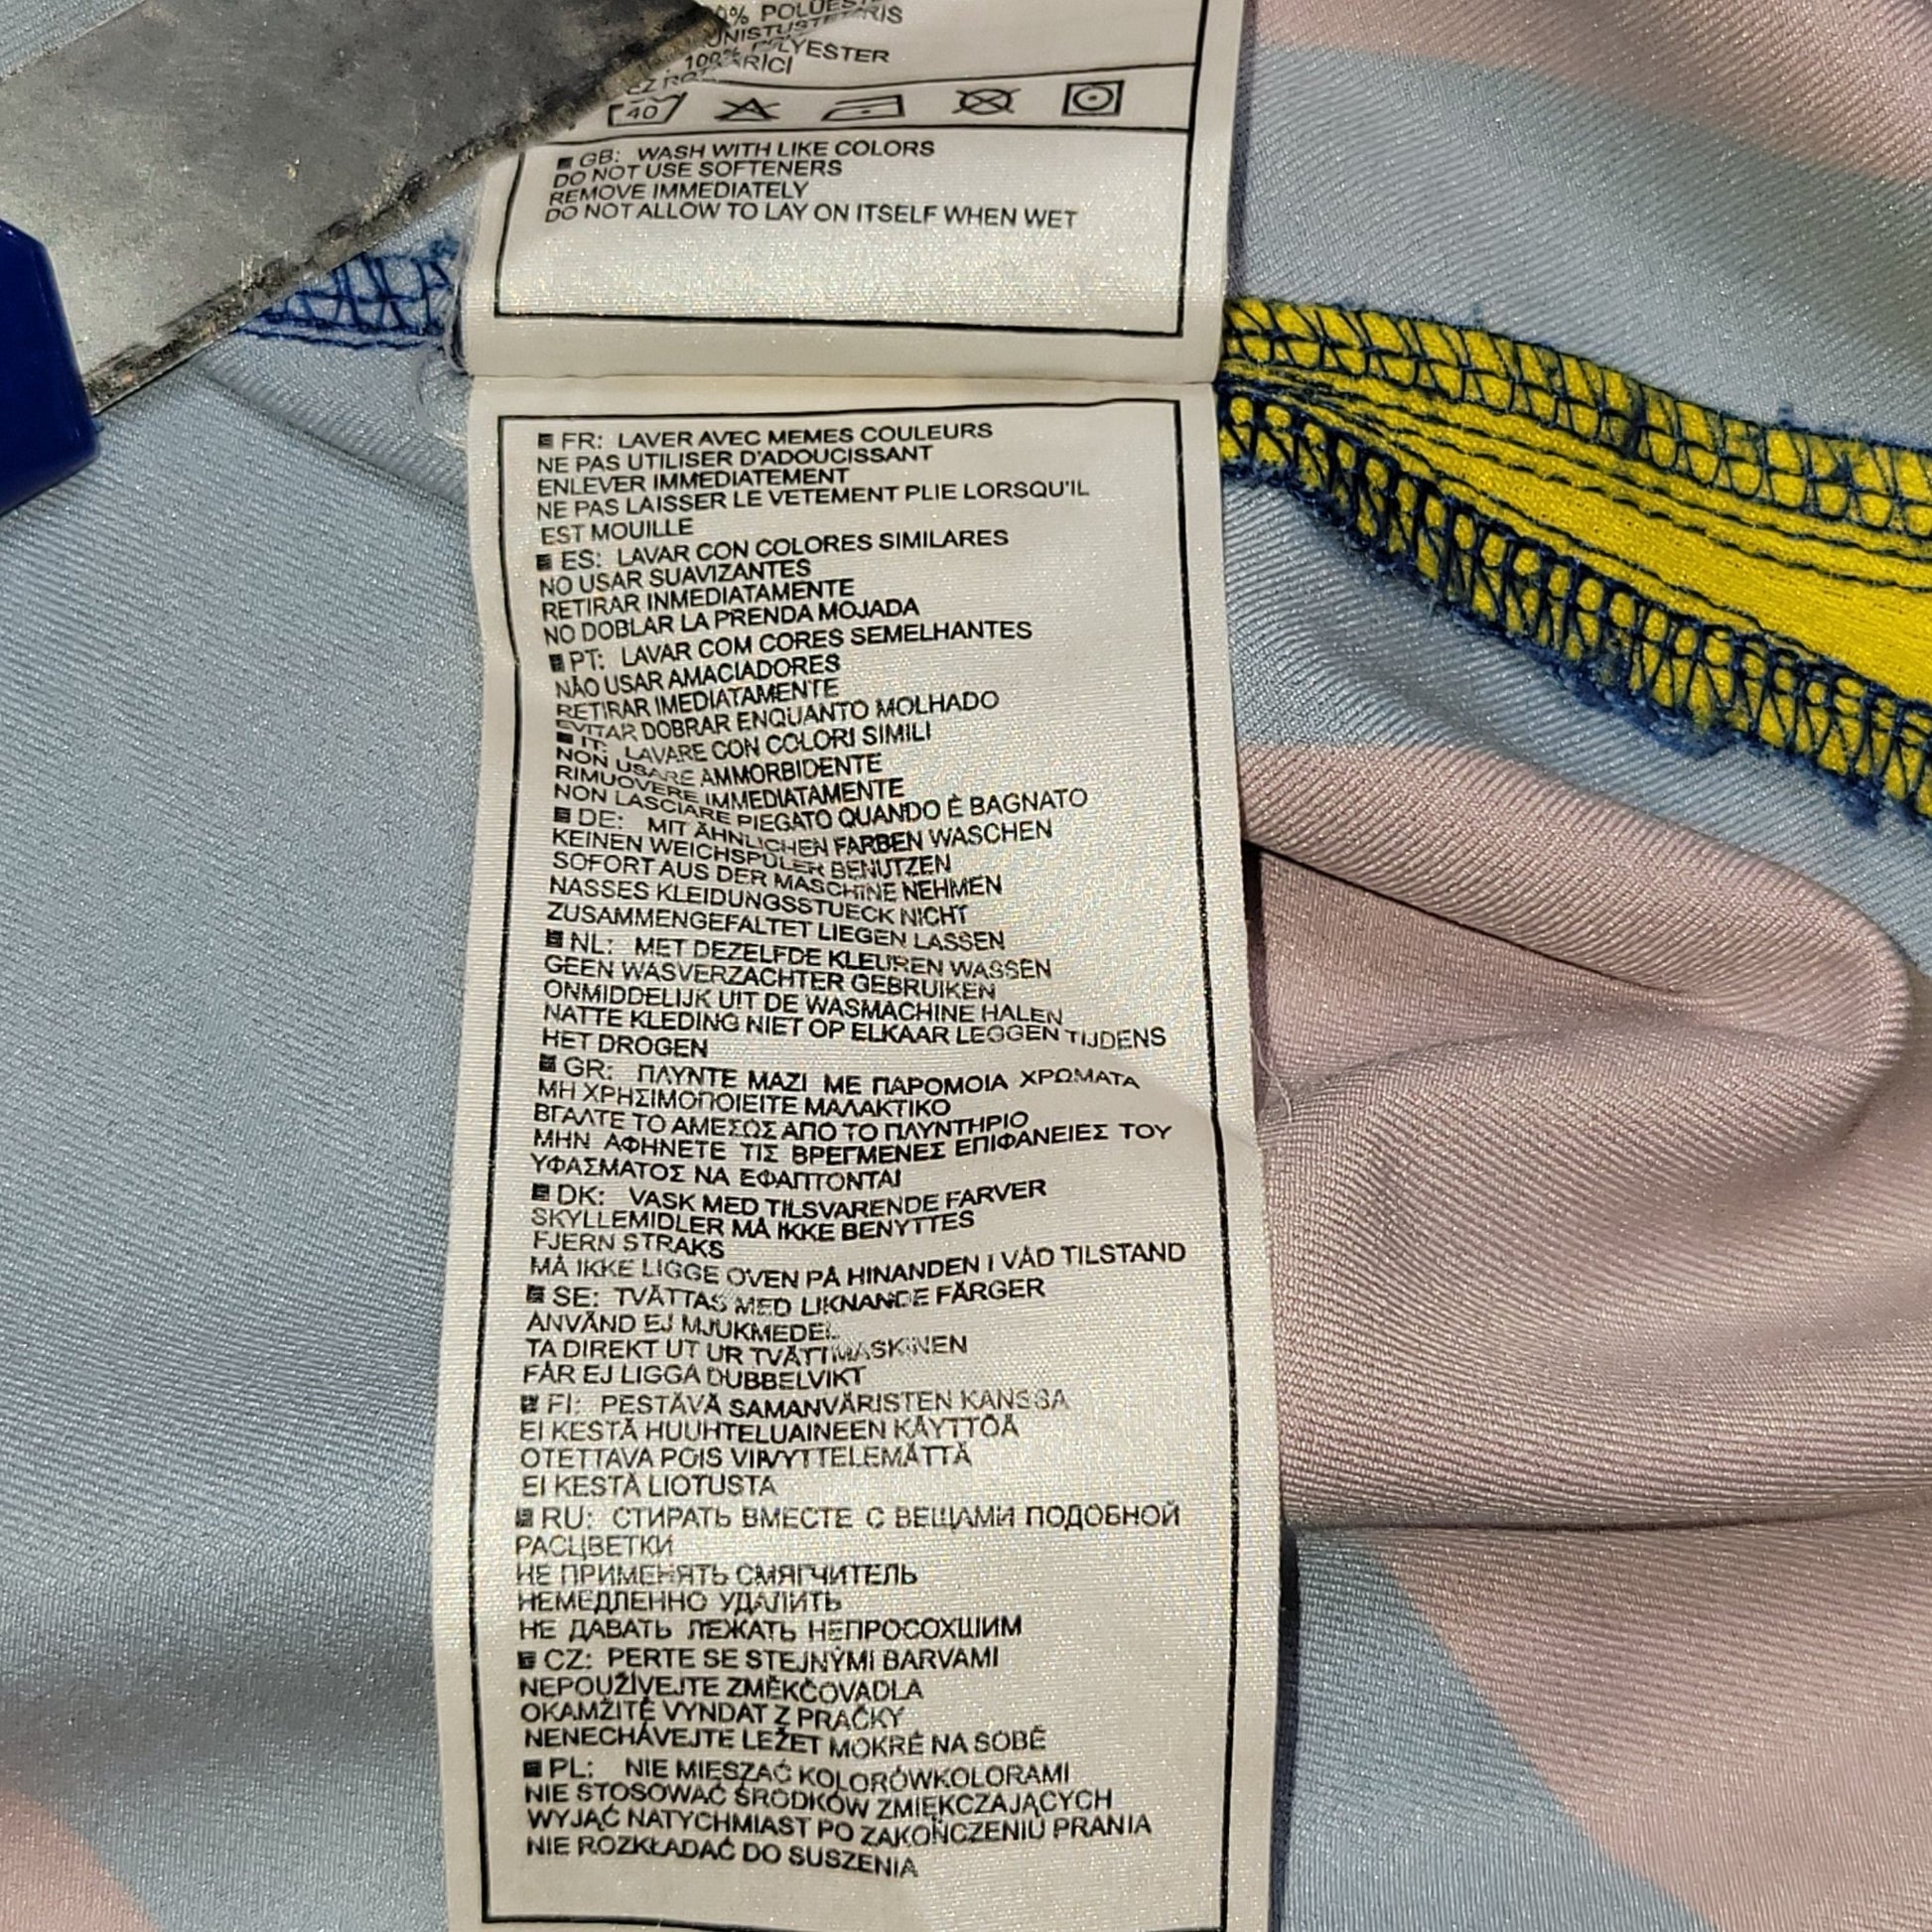 100% POLYESTER
40
GB: WASH WITH LIKE COLORS
DO NOT USE SOFTENERS
REMOVE IMMEDIATELY
DO NOT ALLOW TO LAY ON ITSELF WHEN WET
FR: LAVER AVEC MEMES COULEURS
NE PAS UTILISER D'ADOUCISSANT
ENLEVER IMMEDIATEMENT
NE PAS LAISSER LE VETEMENT PLIE LORSQU'IL
EST MOUILLE
ES: LAVAR CON COLORES SIMILARES
NO USAR SUAVIZANTES
RETIRAR INMEDIATAMENTE
NO DOBLAR LA PRENDA MOJADA
PT: LAVAR COM CORES SEMELHANTES
NÃO USAR AMACIADORES
RETIRAR IMEDIATAMENTE
EVITAR DOBRAR ENQUANTO MOLHADO
IT: LAVARE CON COLORI SIMILI
NON USARE AMMORBIDENTE
RIMUOVERE IMMEDIATAMENTE
NON LASCIARE PIEGATO QUANDO È BAGNATO
DE: MIT ÄHNLICHEN FARBEN WASCHEN
KEINEN WEICHSPÜLER BENUTZEN
SOFORT AUS DER MASCHINE NEHMEN
NASSES KLEIDUNGSSTUECK NICHT
ZUSAMMENGEFALTET LIEGEN LASSEN
NL: MET DEZELFDE KLEUREN WASSEN
GEEN WASVERZACHTER GEBRUIKEN
ONMIDDELIJK UIT DE WASMACHINE HALEN
NATTE KLEDING NIET OP ELKAAR LEGGEN TIJDENS
HET DROGEN
GR: ΠΛΥΝΤΕ ΜΑΖΙ ΜΕ ΠΑΡΟΜΟΙΑ ΧΡΩΜΑΤΑ
ΜΗ ΧΡΗΣΙΜΟΠΟΙΕΙΤΕ ΜΑΛΑΚΤΙΚΟ
ΒΓΑΛΤΕ ΤΟ ΑΜΕΣΩΣ ΑΠΟ ΤΟ ΠΛΥΝΤΗΡΙΟ
ΜΗΝ ΑΦΗΝΕΤΕ ΤΙΣ ΒΡΕΓΜΕΝΕΣ ΕΠΙΦΑΝΕΙΕΣ ΤΟΥ
ΥΦΑΣΜΑΤΟΣ ΝΑ ΕΦΑΠΤΟΝΤΑΙ
DK: VASK MED TILSVARENDE FARVER
SKYLLEMIDLER MÅ IKKE BENYTTES
FJERN STRAKS
MÅ IKKE LIGGE OVEN PÅ HINANDEN I VÅD TILSTAND
SE: TVÄTTAS MED LIKNANDE FÄRGER
ANVÄND EJ MJUKMEDEL
TA DIREKT UT UR TVÄTTMASKINEN
FÅR EJ LIGGA DUBBELVIKT
FI: PESTÄVÄ SAMANVÄRISTEN KANSSA
EI KESTÄ HUUHTELUAINEEN KÄYTTÖÄ
OTETTAVA POIS VIIVYTTELEMÄTTÄ
EI KESTÄ LIOTUSTA
RU: СТИРАТЬ ВМЕСТЕ С ВЕЩАМИ ПОДОБНОЙ
РАСЦВЕТКИ
НЕ ПРИМЕНЯТЬ СМЯГЧИТЕЛЬ
НЕМЕДЛЕННО УДАЛИТЬ
НЕ ДАВАТЬ ЛЕЖАТЬ НЕПРОСОХШИМ
CZ: PERTE SE STEJNÝMI BARVAMI
NEPOUŽÍVEJTE ZMĚKČOVADLA
OKAMŽITĚ VYNDAT Z PRAČKY
NENECHÁVEJTE LEŽET MOKRÉ NA SOBĚ
PL: NIE MIESZAĆ KOLORÓWKOLORAMI
NIE STOSOWAĆ ŚRODKÓW ZMIĘKCZAJĄCYCH
WYJĄĆ NATYCHMIAST PO ZAKOŃCZENIU PRANIA
NIE ROZKŁADAĆ DO SUSZENIA